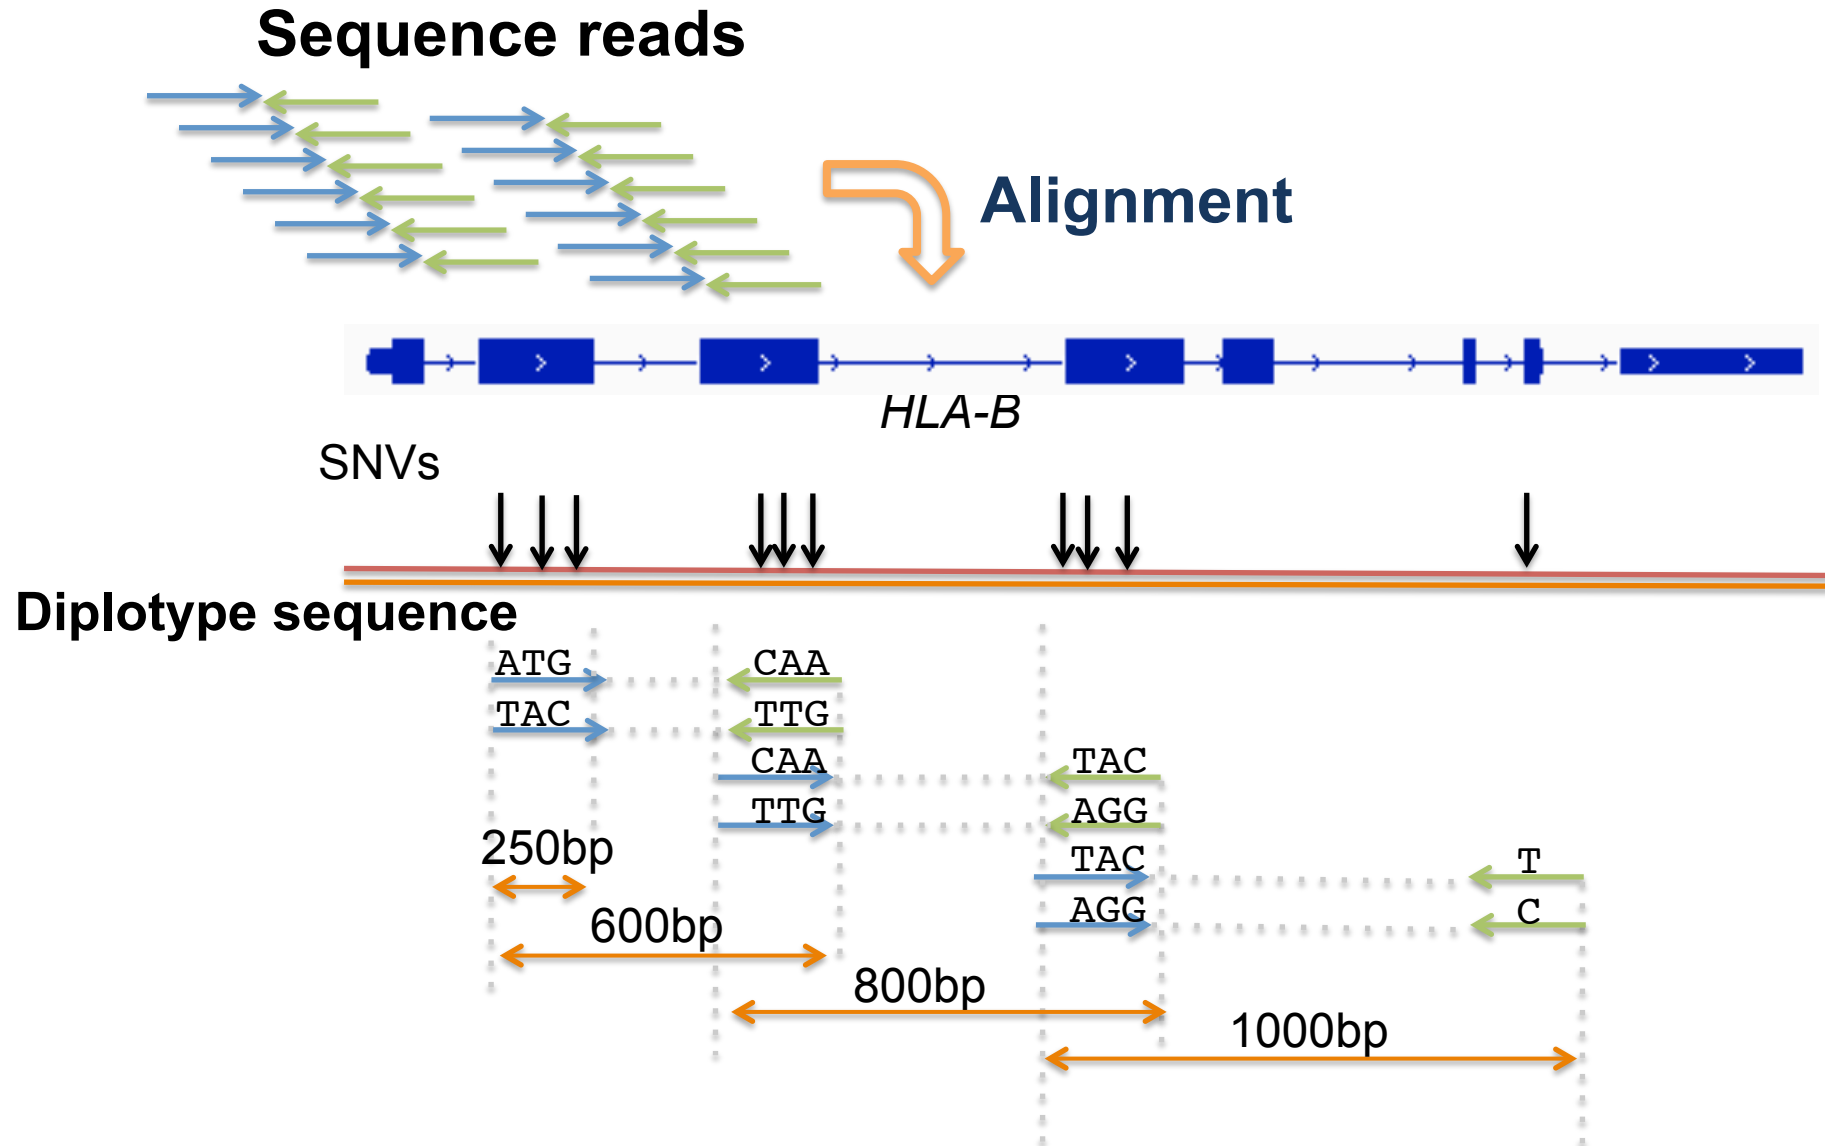 Sequence reads
Alignment
HLA-B
SNVs
Diplotype sequence
ATG CAA
TAC TTG
CAA TAC
TTG AGG
250bp
TAC T
AGG C
600bp
800bp
1000bp